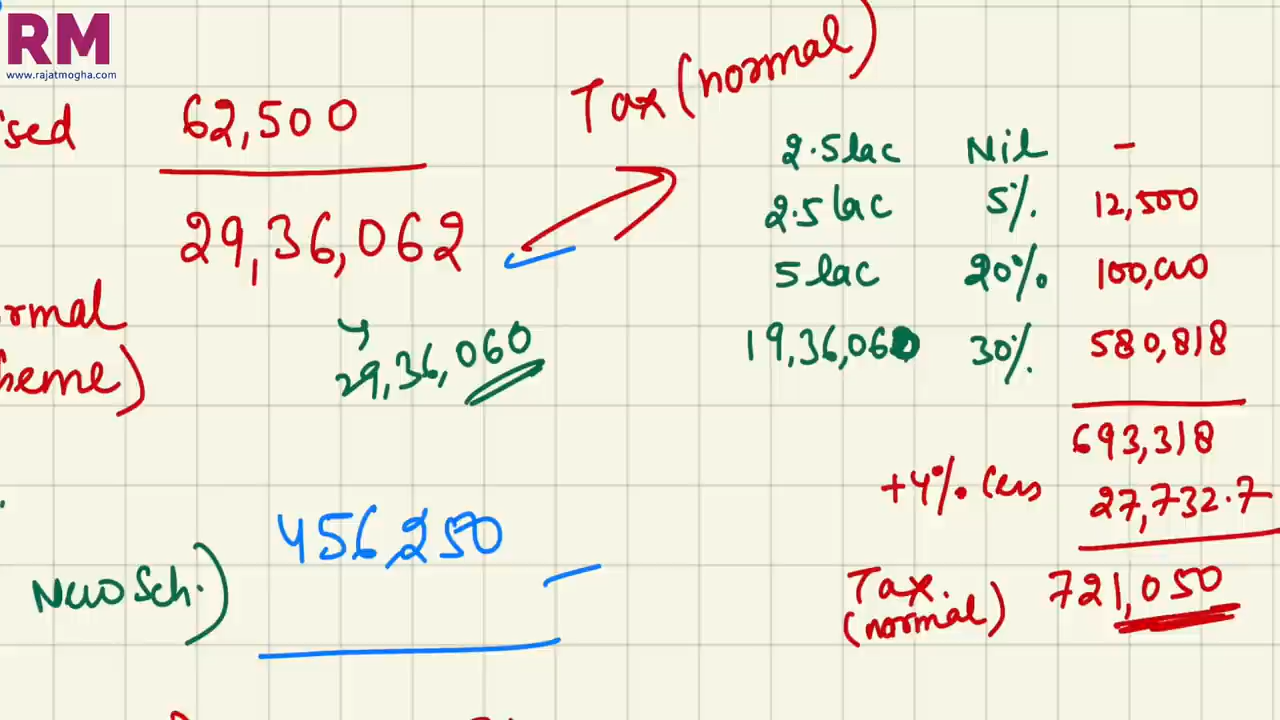 RM
www.rajatmogha.com
Tax (normal)
sed 62,500
29,36,062
rmal
heme)
29,36,060
2.5 lac Nil -
2.5 lac 5% 12,500
5 lac 20% 100,000
19,36,060 30% 580,818
693,318
+4% Cess 27,732.7
Tax. (normal) 721,050
New Sch.) 456,250